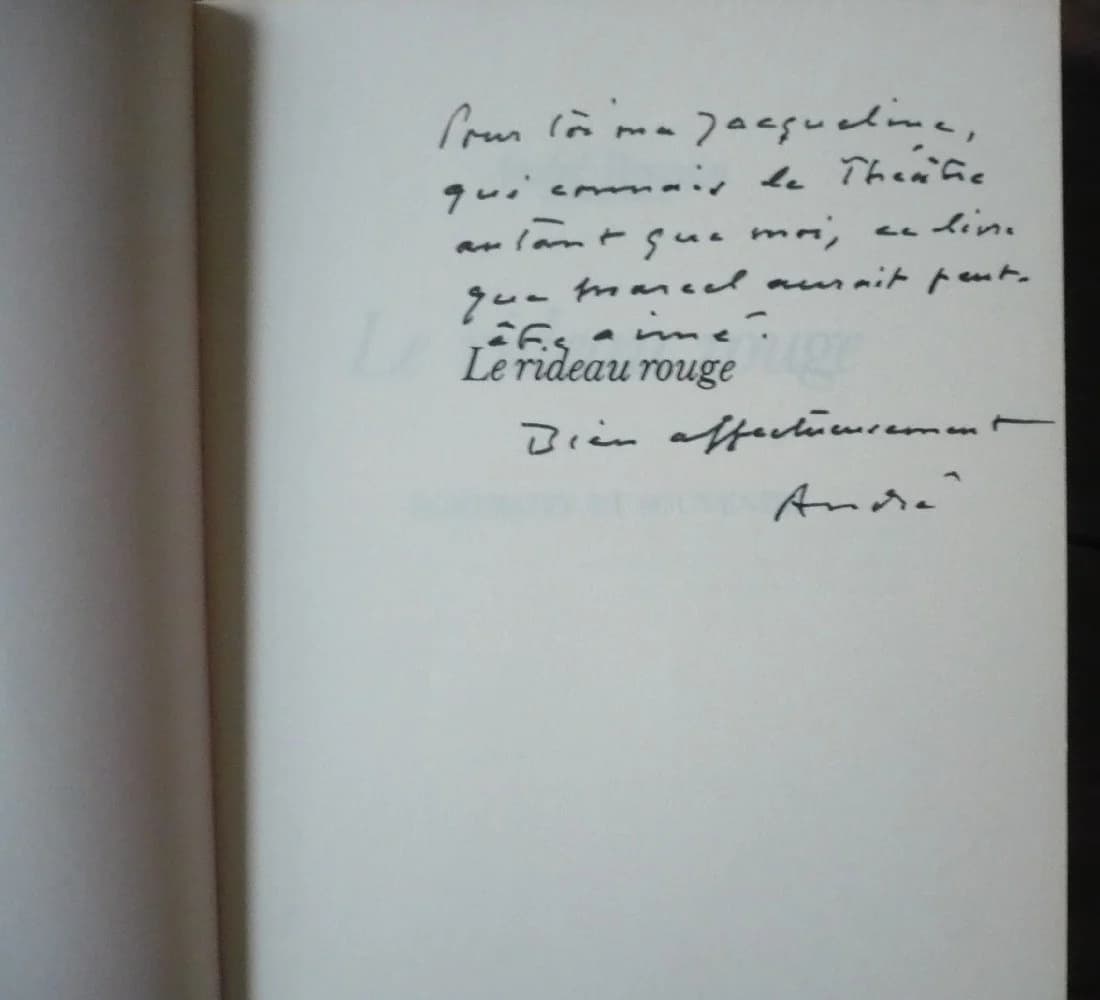 Pour toi ma Jacqueline,
qui connais le Théâtre
autant que moi, ce livre
que Marcel aurait peut-
être aimé.
Le rideau rouge
Bien affectueusement
André